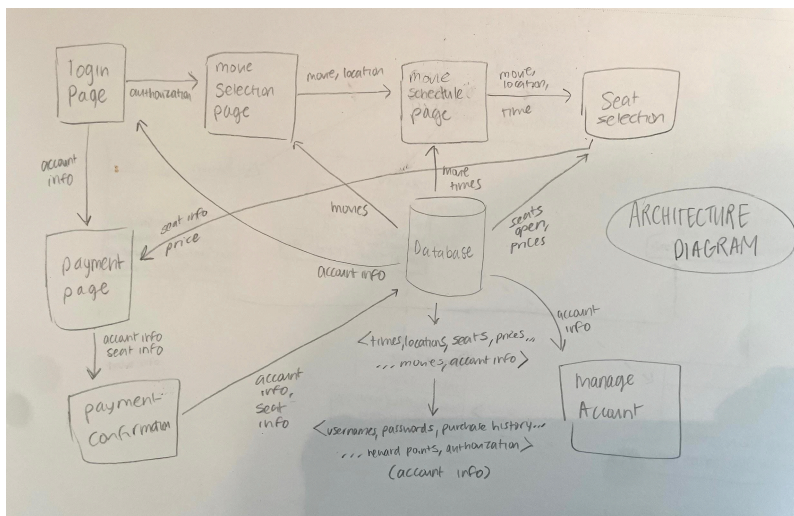 login
Page
authorization
movie
Selection
page
movie, location
movie
schedule
page
movie,
location,
time
Seat
selection
account
info
seat info
price
movies
movie
times
seats
open,
prices
ARCHITECTURE
DIAGRAM
payment
page
account info
Database
account info
seat info
account
info
<times, locations, seats, prices...
... movies, account info>
payment
Confirmation
account
info,
seat
info
manage
Account
<usernames, passwords, purchase history...
... reward points, authorization>
(account info)